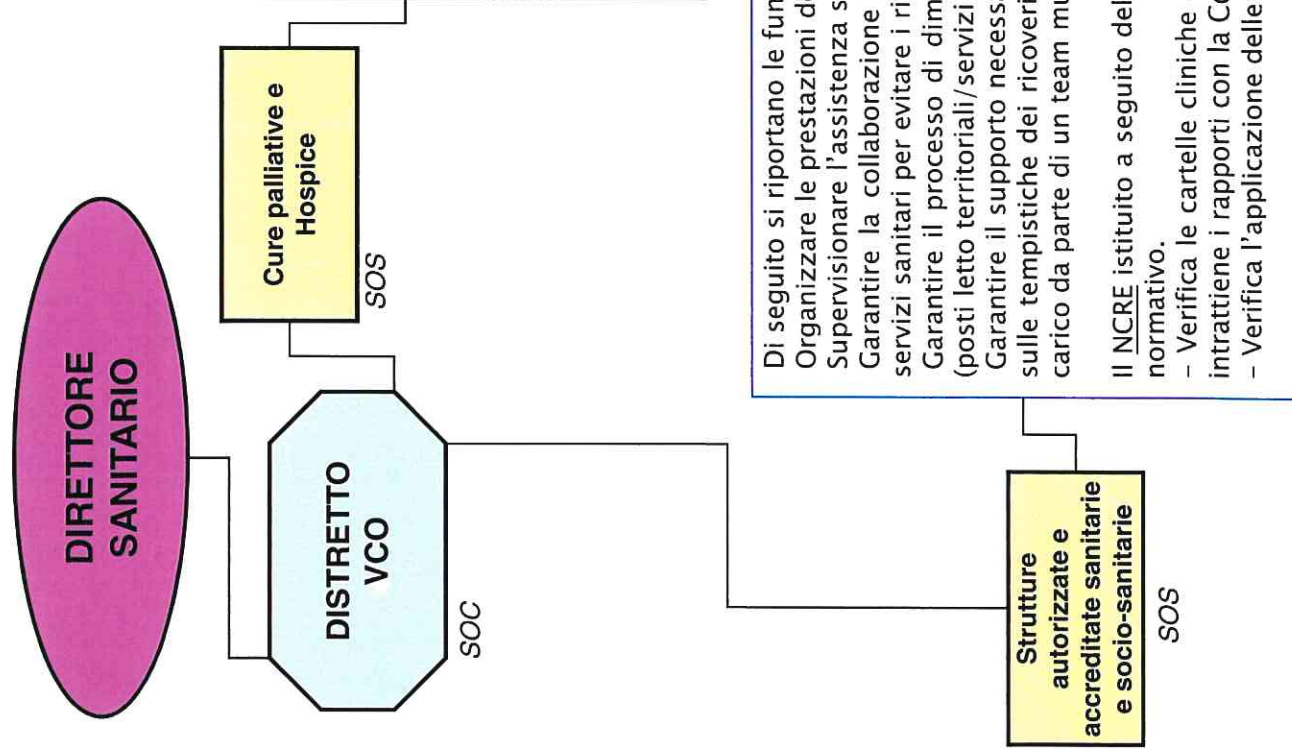 DIRETTORE
SANITARIO
DISTRETTO
VCO
SOC
Cure palliative e
Hospice
SOS
Strutture
autorizzate e
accreditate sanitarie
e socio-sanitarie
SOS
Di seguito si riportano le fun
Organizzare le prestazioni de
Supervisionare l'assistenza s
Garantire la collaborazione
servizi sanitari per evitare i ri
Garantire il processo di dim
(posti letto territoriali/servizi
Garantire il supporto necessa
sulle tempistiche dei ricoveri
carico da parte di un team mu
Il NCRE istituito a seguito del
normativo.
– Verifica le cartelle cliniche
intrattiene i rapporti con la Co
– Verifica l'applicazione delle